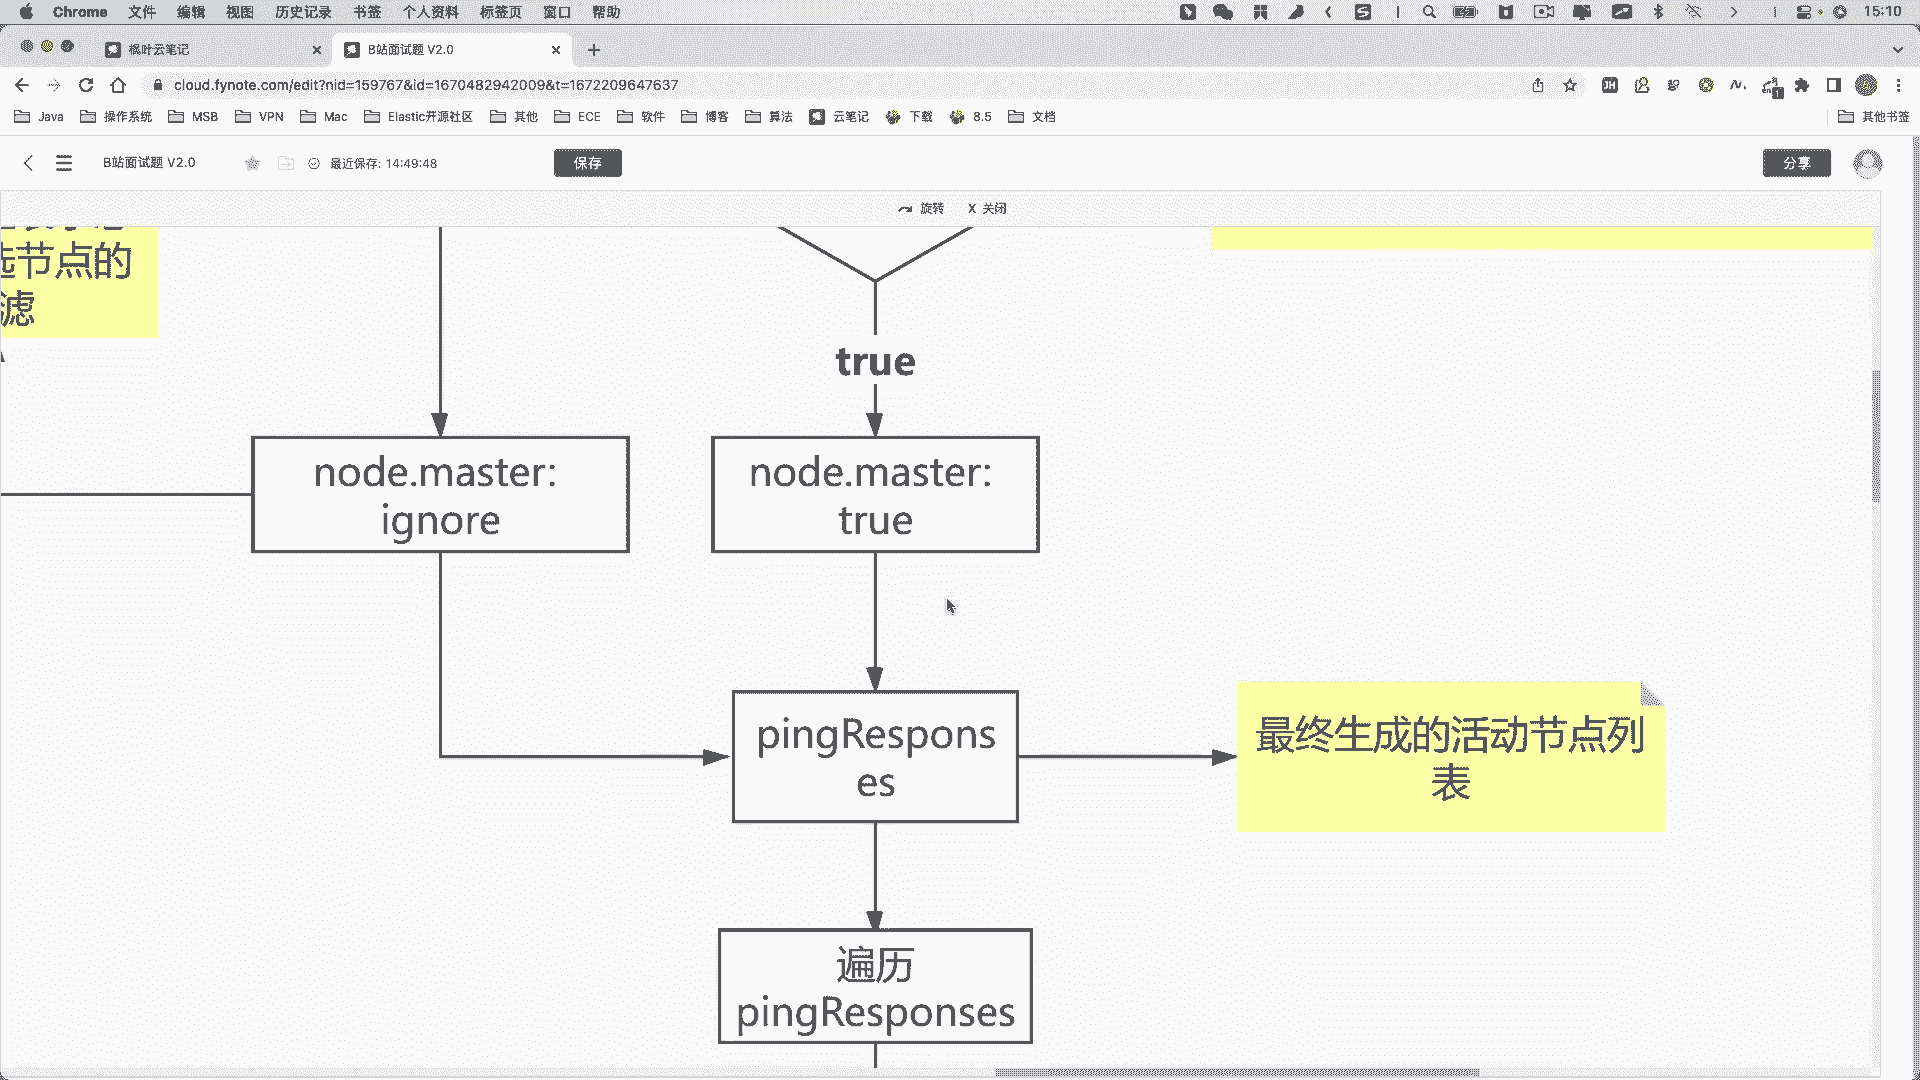 Chrome 文件 编辑 视图 历史记录 书签 个人资料 标签页 窗口 帮助 15:10
枫叶云笔记 B站面试题 V2.0
cloud.fynote.com/edit?nid=159767&id=1670482942009&t=1672209647637
Java 操作系统 MSB VPN Mac Elastic开源社区 其他 ECE 软件 博客 算法 云笔记 下载 8.5 文档 其他书签
B站面试题 V2.0 最近保存: 14:49:48 保存 分享
旋转 X 关闭
选节点的
滤
true
node.master:
ignore
node.master:
true
pingRespons
es
最终生成的活动节点列
表
遍历
pingResponses